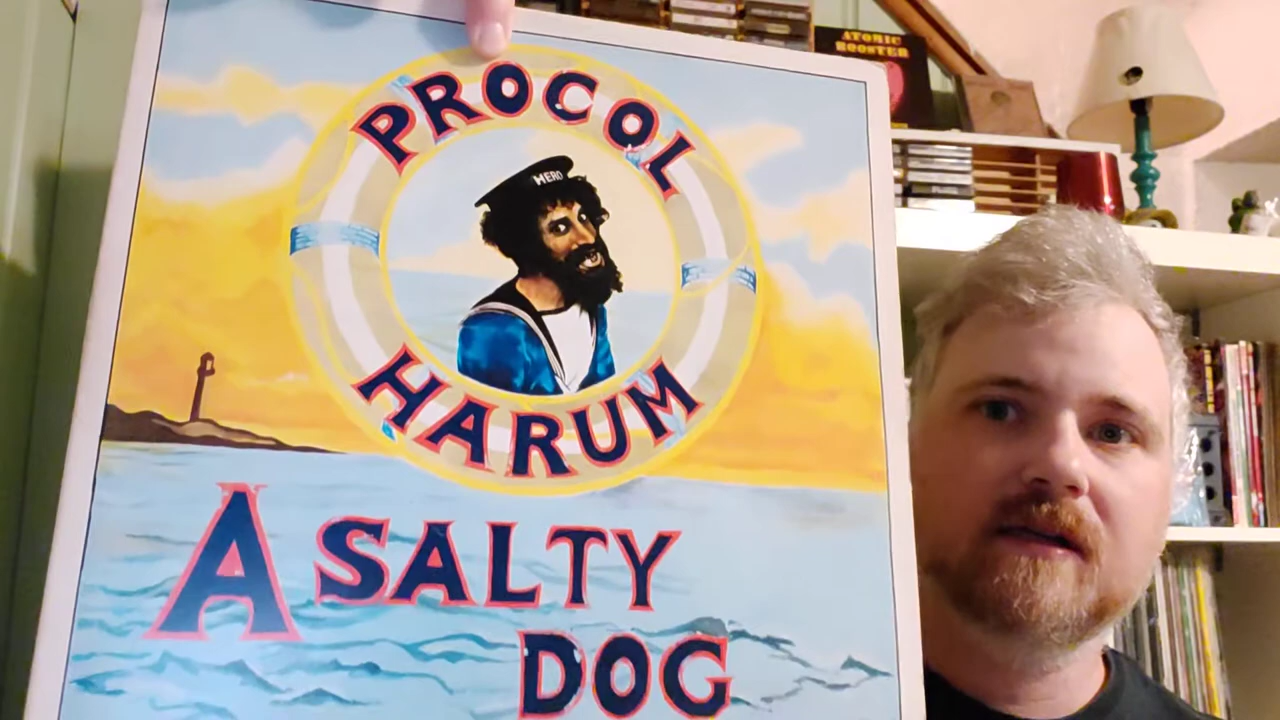 ATOMIC
ROOSTER
PROCOL
HERO
HARUM
A SALTY
DOG